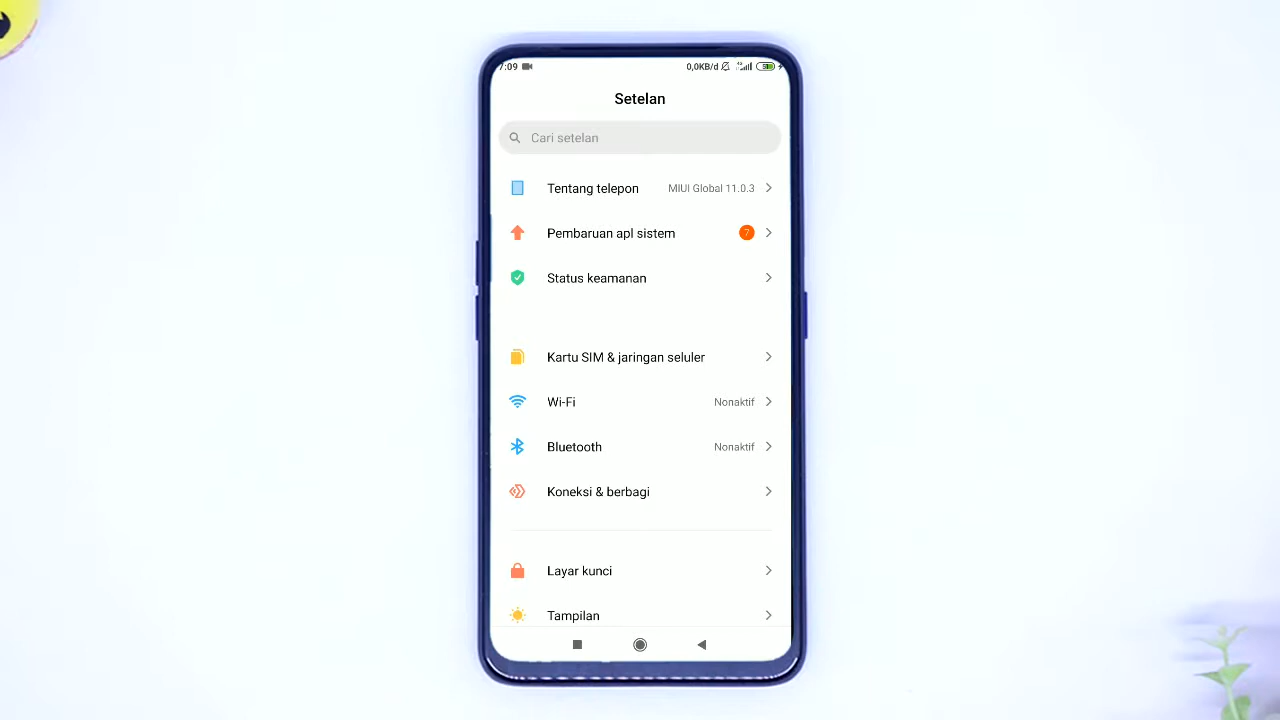 7:09
0,0KB/d
Setelan
Cari setelan
Tentang telepon MIUI Global 11.0.3
Pembaruan apl sistem 7
Status keamanan
Kartu SIM & jaringan seluler
Wi-Fi Nonaktif
Bluetooth Nonaktif
Koneksi & berbagi
Layar kunci
Tampilan